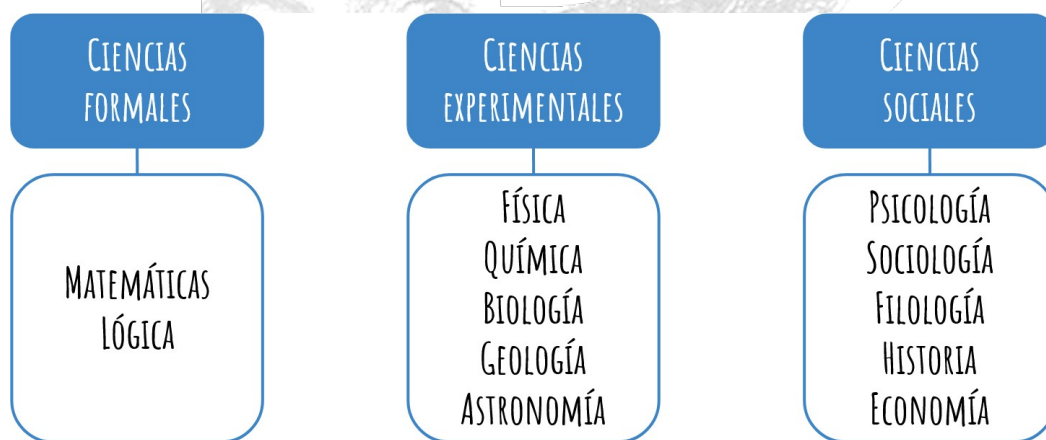 Ciencias
formales
Matemáticas
Lógica
Ciencias
experimentales
Física
Química
Biología
Geología
Astronomía
Ciencias
sociales
Psicología
Sociología
Filología
Historia
Economía